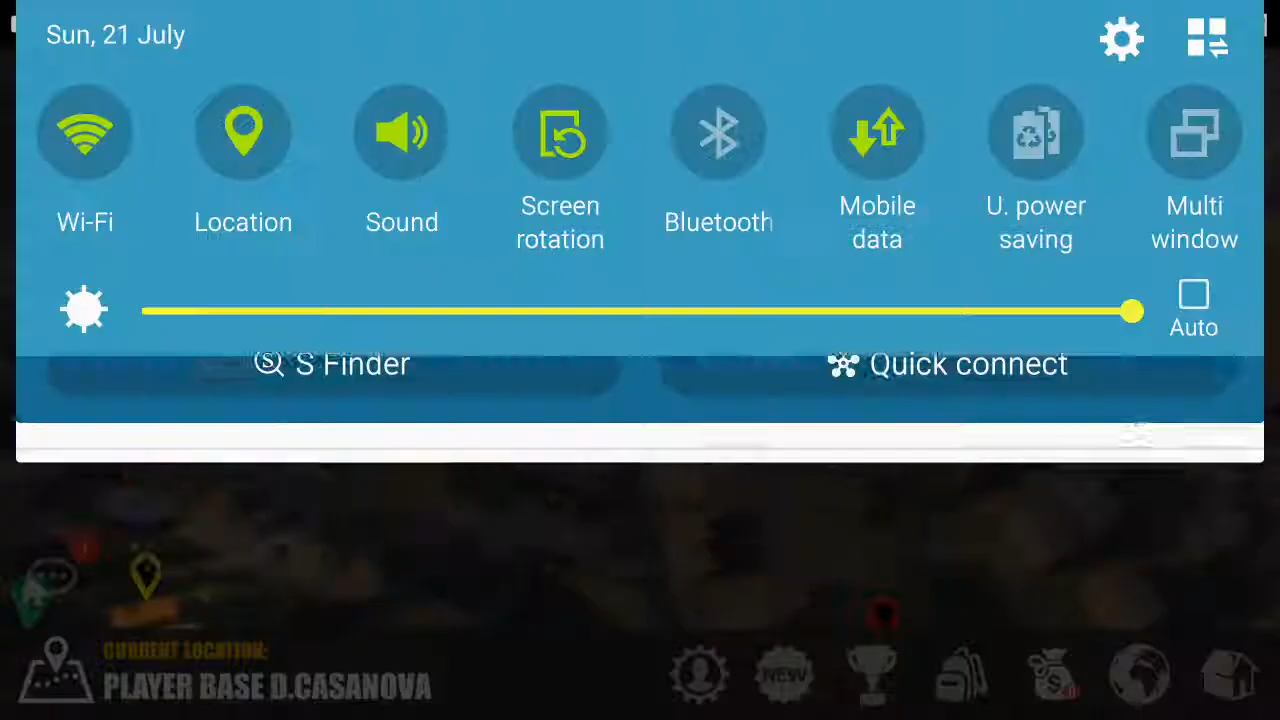 Sun, 21 July
Wi-Fi
Location
Sound
Screen
rotation
Bluetooth
Mobile
data
U. power
saving
Multi
window
Auto
S Finder
Quick connect
CURRENT LOCATION:
PLAYER BASE D.CASANOVA
NEW